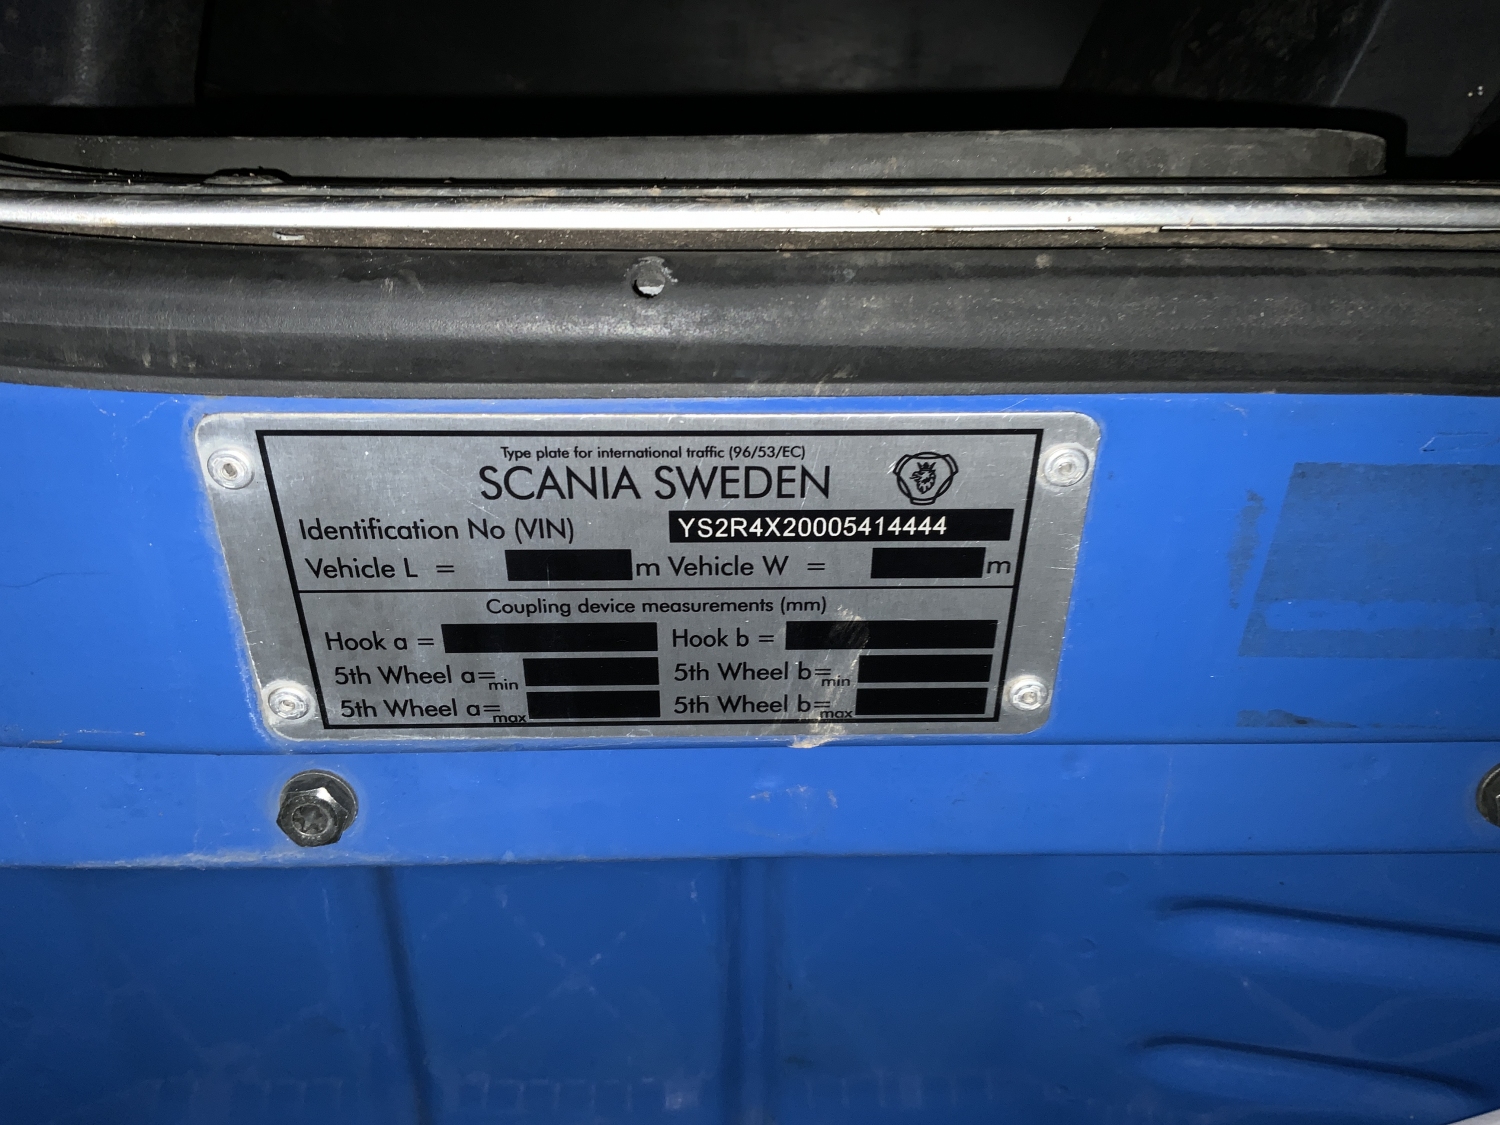 Type plate for international traffic (96/53/EC)
SCANIA SWEDEN
Identification No (VIN) YS2R4X20005414444
Vehicle L = m Vehicle W = m
Coupling device measurements (mm)
Hook a = Hook b =
5th Wheel a= min 5th Wheel b= min
5th Wheel a= max 5th Wheel b= max